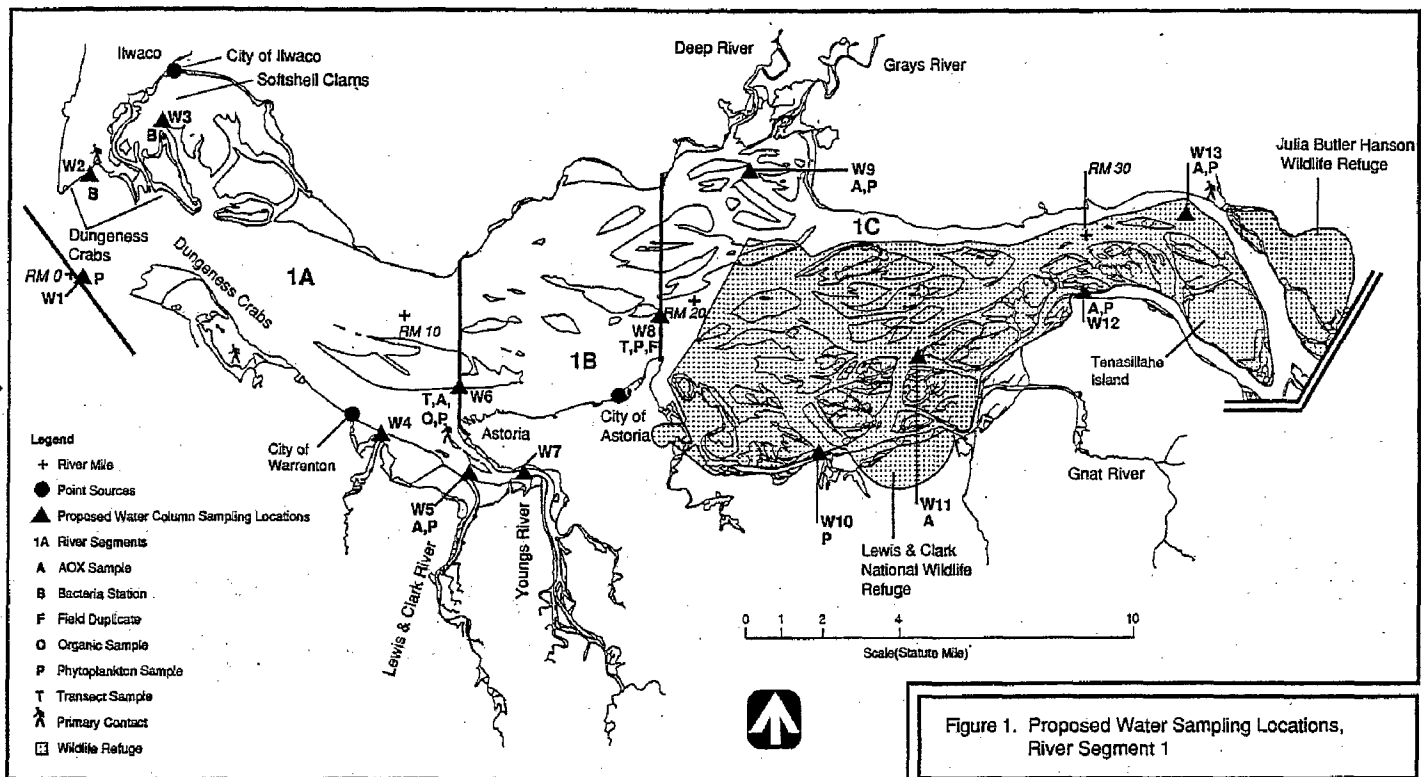 Ilwaco
City of Ilwaco
Softshell Clams
W3
B
W2
B
Dungeness
Crabs
RM 0
P
W1
Dungeness Crabs
1A
RM 10
Deep River
Grays River
W9
A,P
1C
RM 30
W13
A,P
Julia Butler Hanson
Wildlife Refuge
RM 20
W8
T,P,F
1B
W6
T,A,
O,P
Astoria
City of
Astoria
A,P
W12
Tenasillahe
Island
City of
Warrenton
W4
W7
W5
A,P
Lewis & Clark River
Youngs River
W10
P
W11
A
Lewis & Clark
National Wildlife
Refuge
Gnat River
Legend
+ River Mile
Point Sources
Proposed Water Column Sampling Locations
1A River Segments
A AOX Sample
B Bacteria Station
F Field Duplicate
O Organic Sample
P Phytoplankton Sample
T Transect Sample
Primary Contact
Wildlife Refuge
0 1 2 4 10
Scale(Statute Mile)
Figure 1. Proposed Water Sampling Locations,
River Segment 1